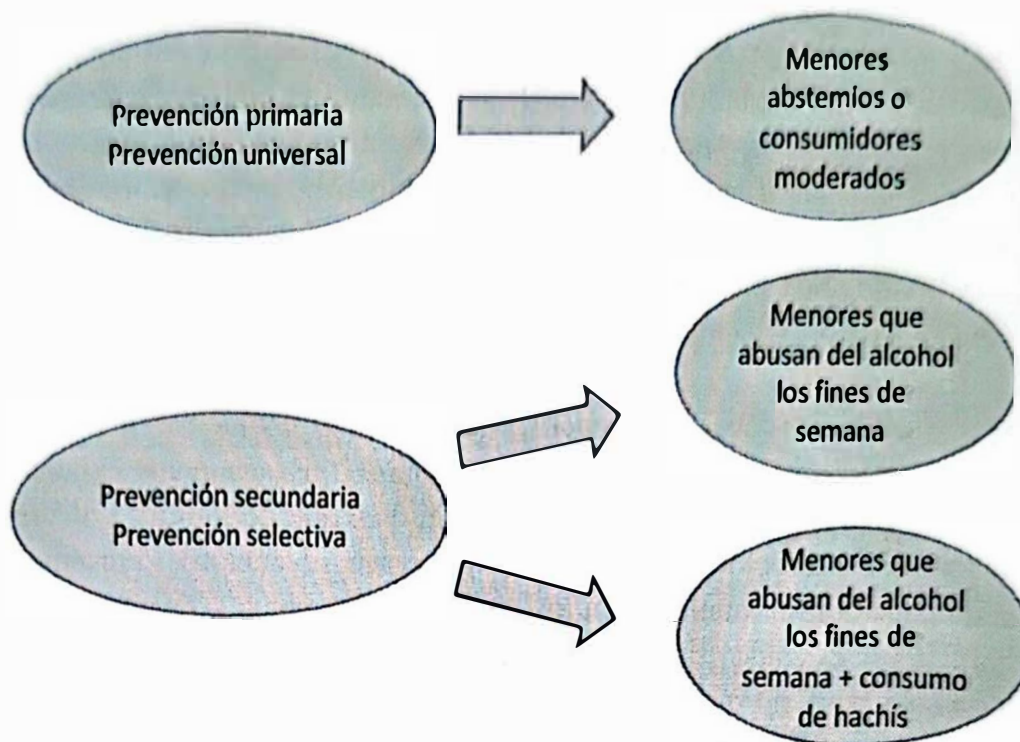 Prevención primaria
Prevención universal
Menores
abstemios o
consumidores
moderados
Menores que
abusan del alcohol
los fines de
semana
Prevención secundaria
Prevención selectiva
Menores que
abusan del alcohol
los fines de
semana + consumo
de hachís